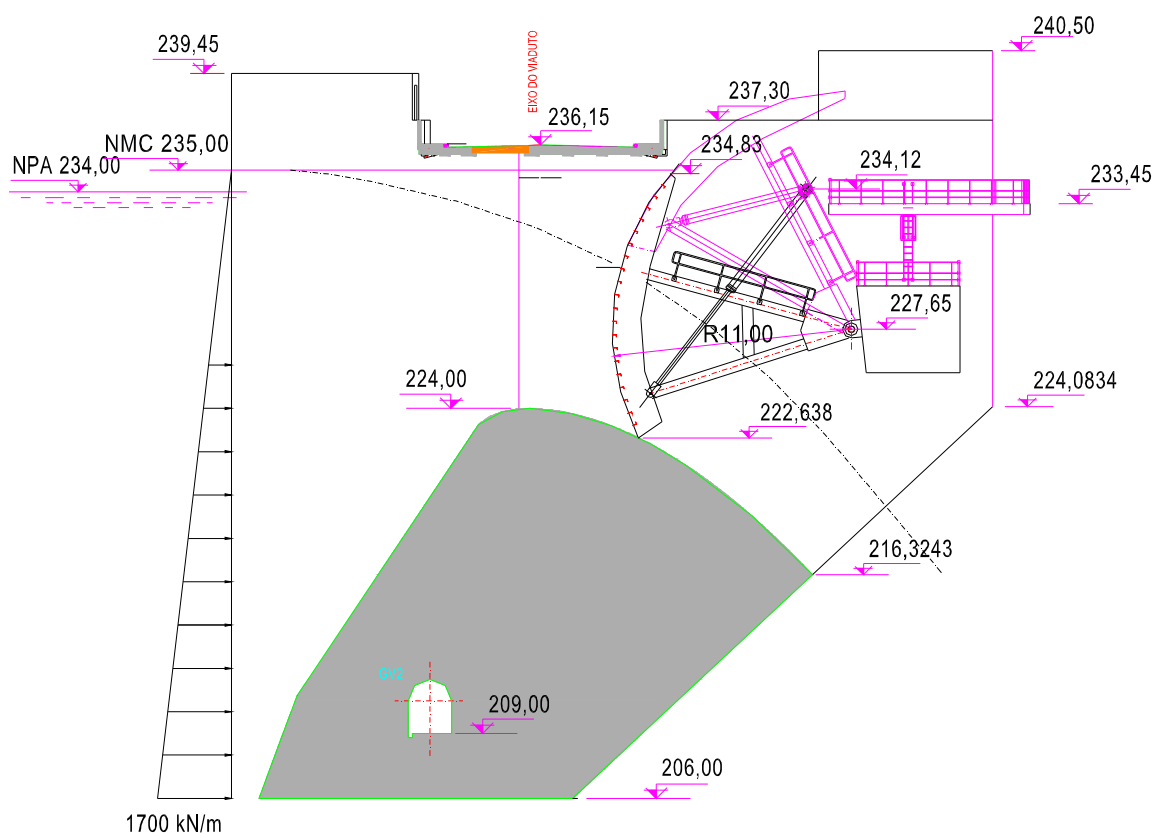 240,50
239,45
EIXO DO VIADUTO
237,30
236,15
NMC 235,00
234,83
NPA 234,00
234,12
233,45
227,65
R11,00
224,00
224,0834
222,638
216,3243
GV2
209,00
206,00
1700 kN/m